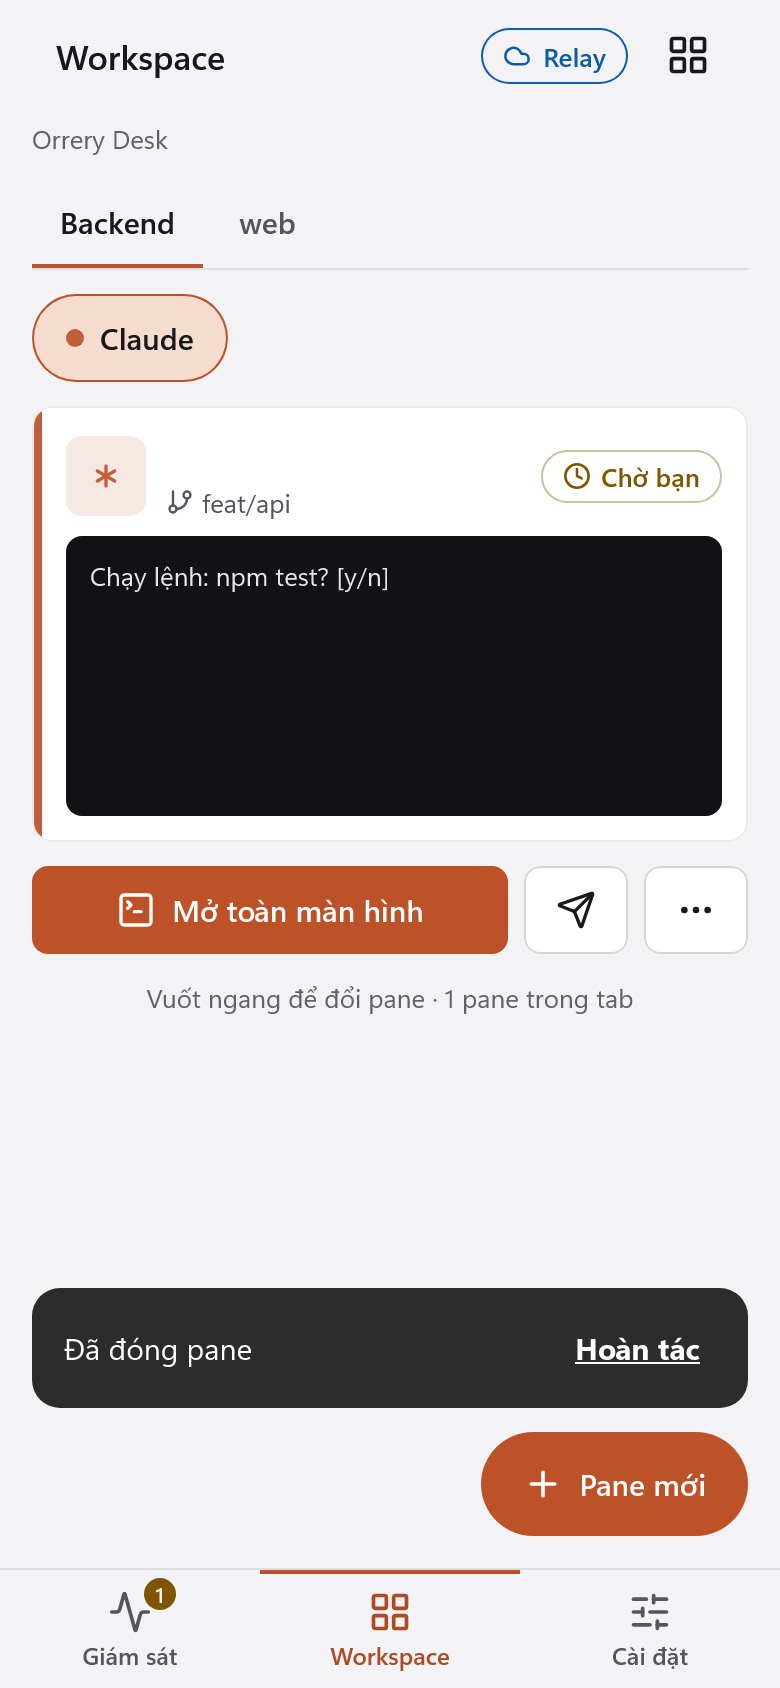 Workspace
Relay
Orrery Desk
Backend
web
Claude
feat/api
Chờ bạn
Chạy lệnh: npm test? [y/n]
Mở toàn màn hình
Vuốt ngang để đổi pane · 1 pane trong tab
Đã đóng pane
Hoàn tác
Pane mới
1
Giám sát
Workspace
Cài đặt